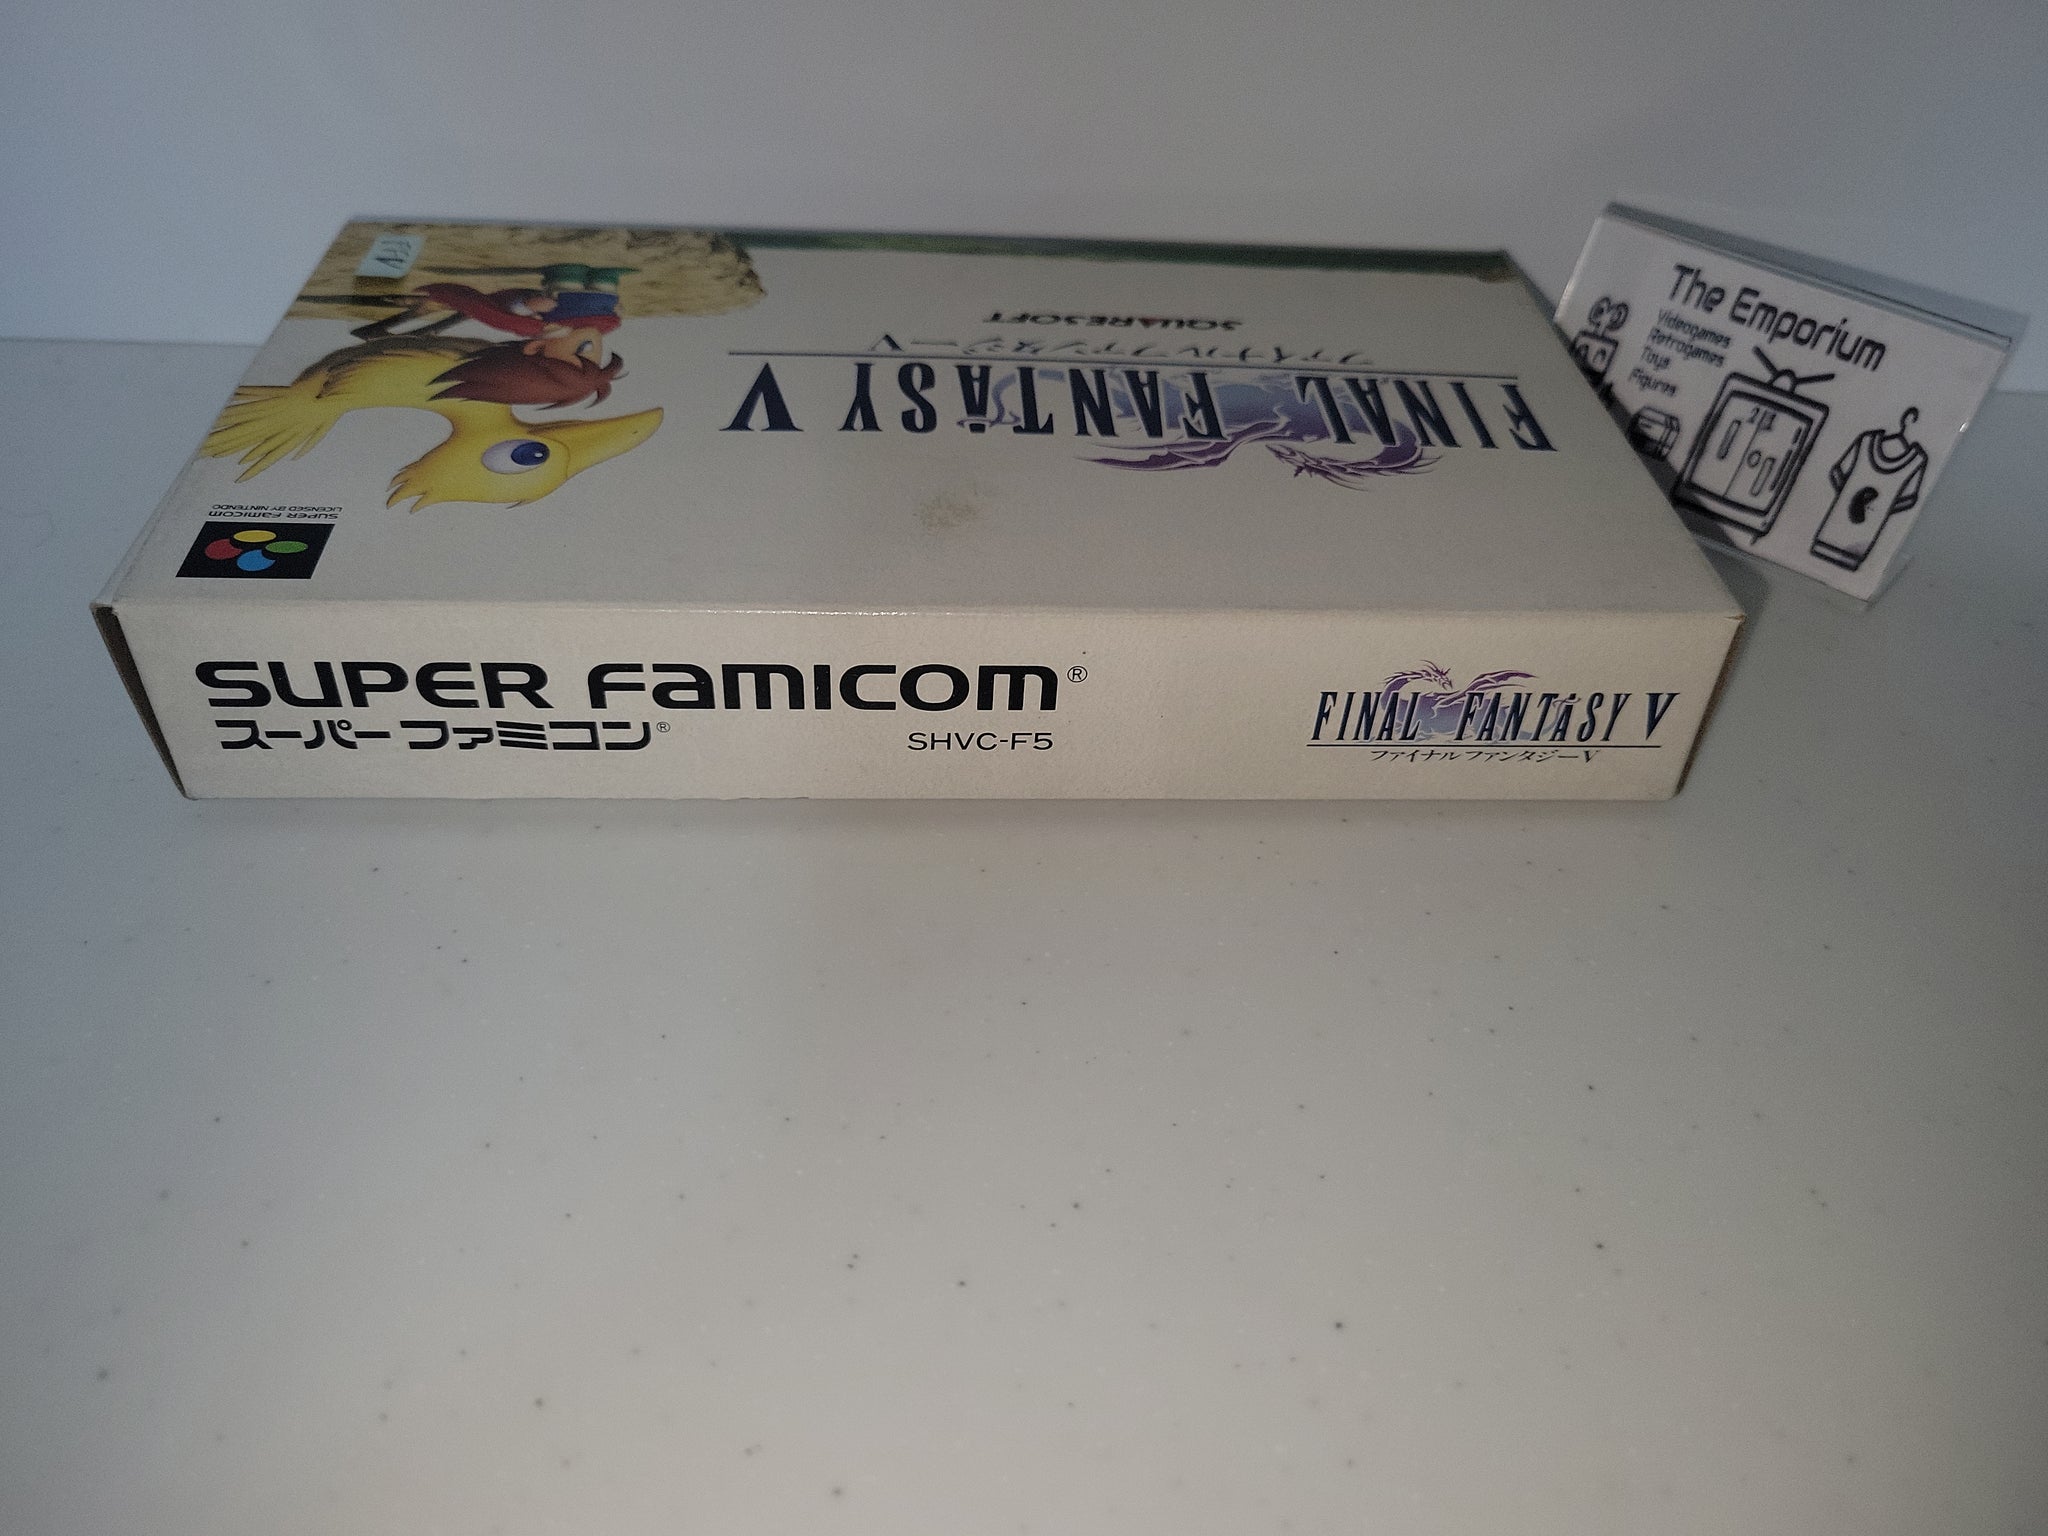 FFV
SQUARESOFT
ファイナルファンタジーV
FINAL FANTASY V
SUPER FAMICOM
LICENSED BY NINTENDO
SUPER FAMICOM®
スーパーファミコン®
SHVC-F5
FINAL FANTASY V
ファイナルファンタジーV
The Emporium
Videogames
Retrogames
Toys
Figures